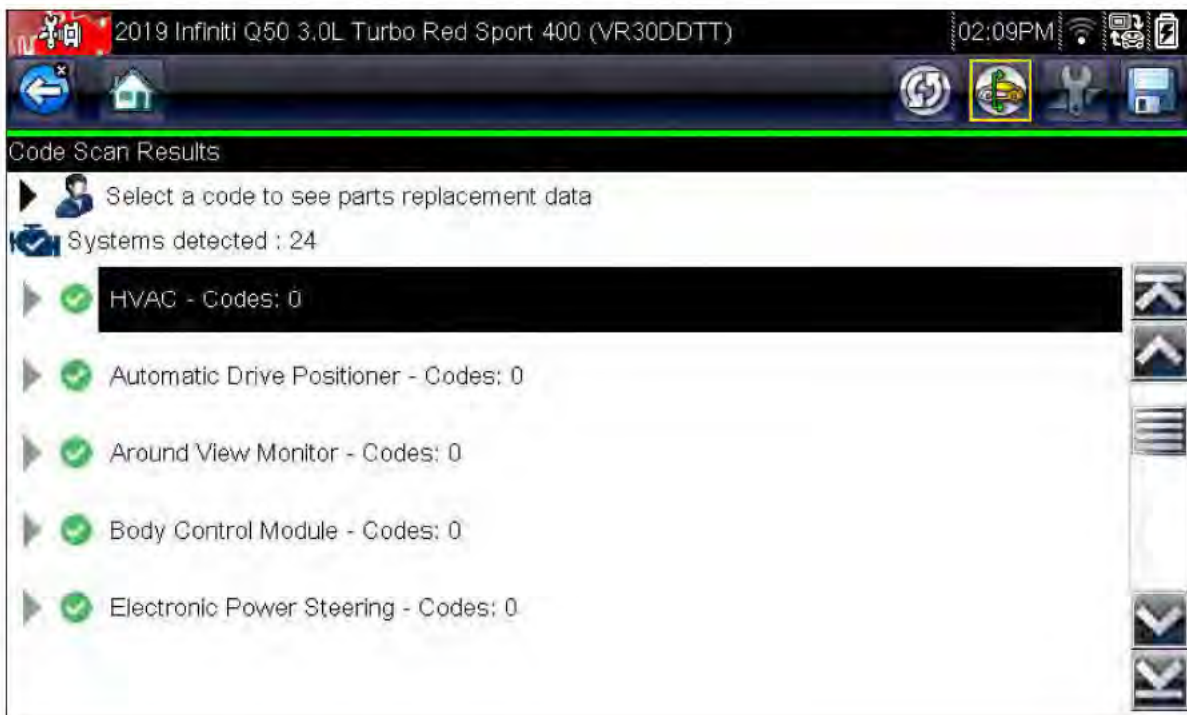 2019 Infiniti Q50 3.0L Turbo Red Sport 400 (VR30DDTT) 02:09PM
Code Scan Results
Select a code to see parts replacement data
Systems detected : 24
HVAC - Codes: 0
Automatic Drive Positioner - Codes: 0
Around View Monitor - Codes: 0
Body Control Module - Codes: 0
Electronic Power Steering - Codes: 0